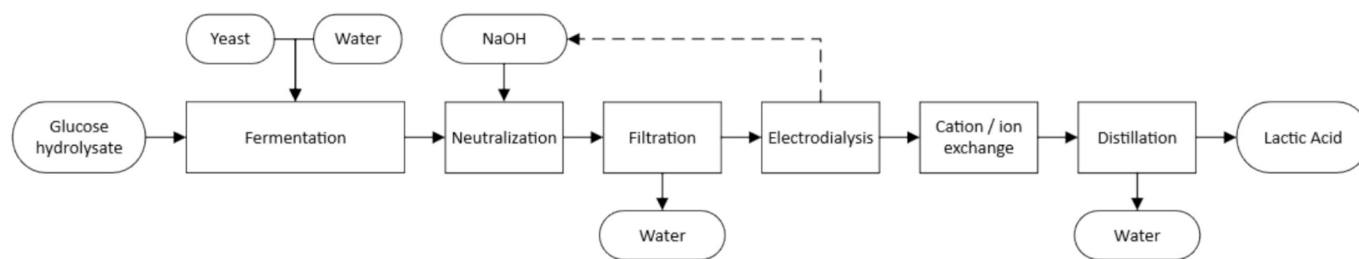 Yeast
Water
NaOH
Glucose
hydrolysate
Fermentation
Neutralization
Filtration
Electrodialysis
Cation / ion
exchange
Distillation
Lactic Acid
Water
Water